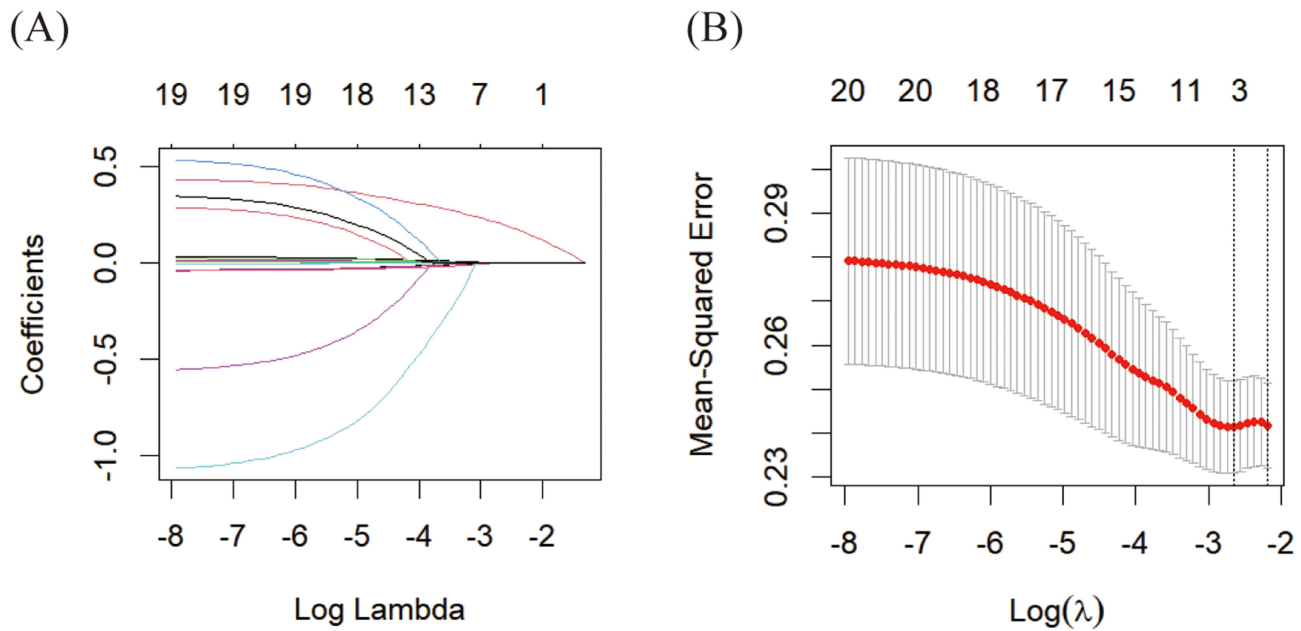 (A)
19 19 19 18 13 7 1
0.5
0.0
-0.5
-1.0
Coefficients
-8 -7 -6 -5 -4 -3 -2
Log Lambda
(B)
20 20 18 17 15 11 3
0.29
0.26
0.23
Mean-Squared Error
-8 -7 -6 -5 -4 -3 -2
Log(λ)